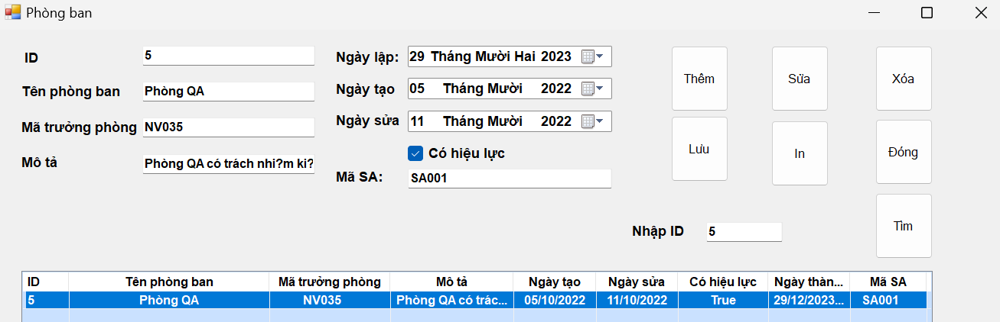 Phòng ban
ID 5 Ngày lập: 29 Tháng Mười Hai 2023
Thêm Sửa Xóa
Tên phòng ban Phòng QA Ngày tạo 05 Tháng Mười 2022
Mã trưởng phòng NV035 Ngày sửa 11 Tháng Mười 2022
Có hiệu lực
Lưu In Đóng
Mô tả Phòng QA có trách nhi?m ki? Mã SA: SA001
Nhập ID 5 Tìm
ID Tên phòng ban Mã trưởng phòng Mô tả Ngày tạo Ngày sửa Có hiệu lực Ngày thàn... Mã SA
5 Phòng QA NV035 Phòng QA có trác... 05/10/2022 11/10/2022 True 29/12/2023... SA001